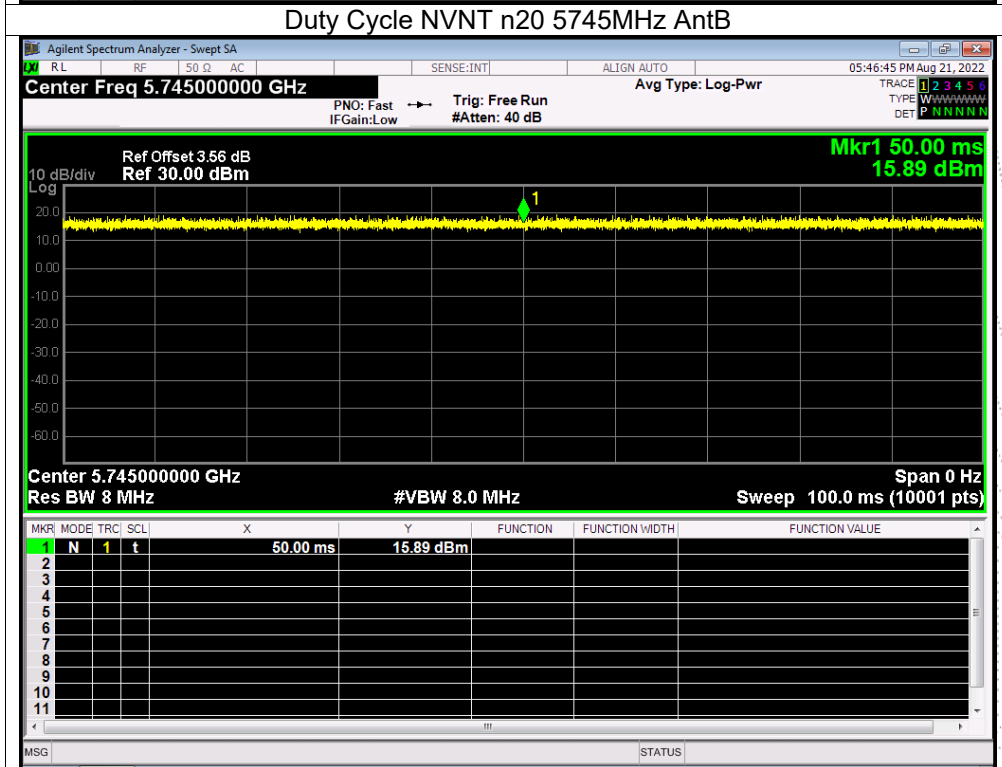 Duty Cycle NVNT n20 5745MHz AntB
Agilent Spectrum Analyzer - Swept SA
LXI RL RF 50 Ω AC SENSE:INT ALIGN AUTO 05:46:45 PM Aug 21, 2022
Center Freq 5.745000000 GHz Avg Type: Log-Pwr TRACE 1 2 3 4 5 6
PNO: Fast Trig: Free Run TYPE WWWWWW
IFGain:Low #Atten: 40 dB DET P N N N N N
Mkr1 50.00 ms
Ref Offset 3.56 dB
10 dB/div Ref 30.00 dBm 15.89 dBm
Log
1
20.0
10.0
0.00
-10.0
-20.0
-30.0
-40.0
-50.0
-60.0
Center 5.745000000 GHz Span 0 Hz
Res BW 8 MHz #VBW 8.0 MHz Sweep 100.0 ms (10001 pts)
MKR MODE TRC SCL X Y FUNCTION FUNCTION WIDTH FUNCTION VALUE
1 N 1 t 50.00 ms 15.89 dBm
2
3
4
5
6
7
8
9
10
11
MSG STATUS